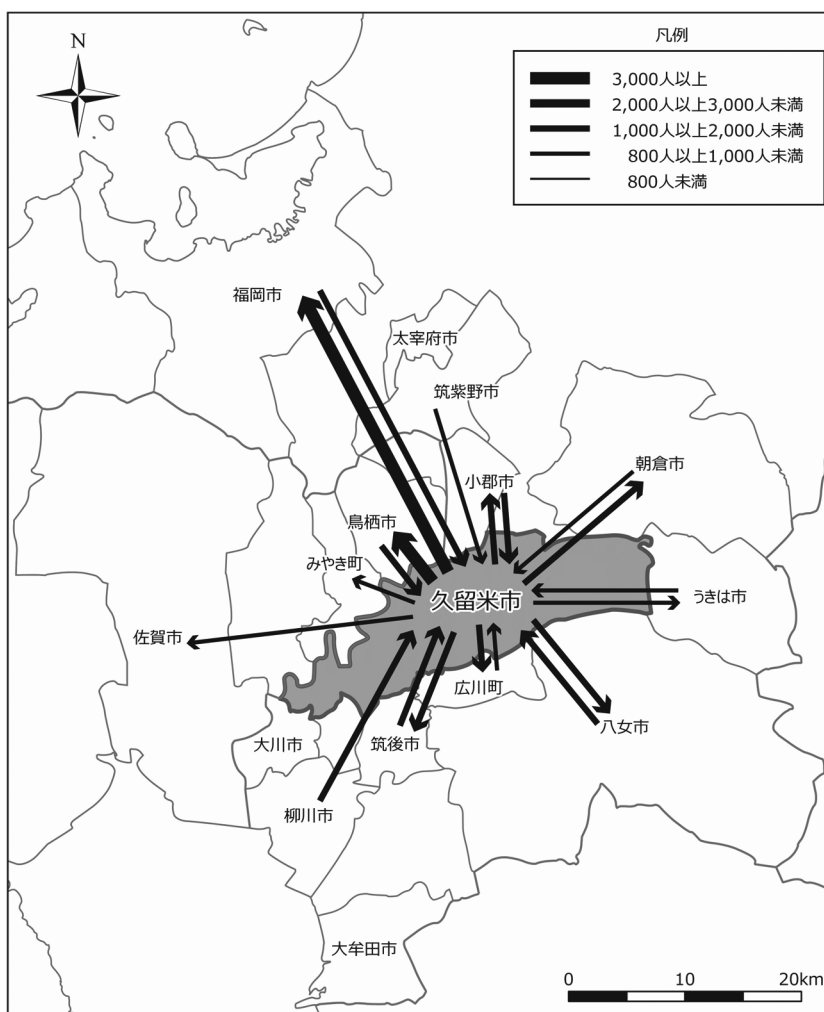 N
凡例
3,000人以上
2,000人以上3,000人未満
1,000人以上2,000人未満
800人以上1,000人未満
800人未満
福岡市
太宰府市
筑紫野市
朝倉市
小郡市
鳥栖市
みやき町
久留米市
うきは市
佐賀市
広川町
八女市
大川市
筑後市
柳川市
大牟田市
0 10 20km